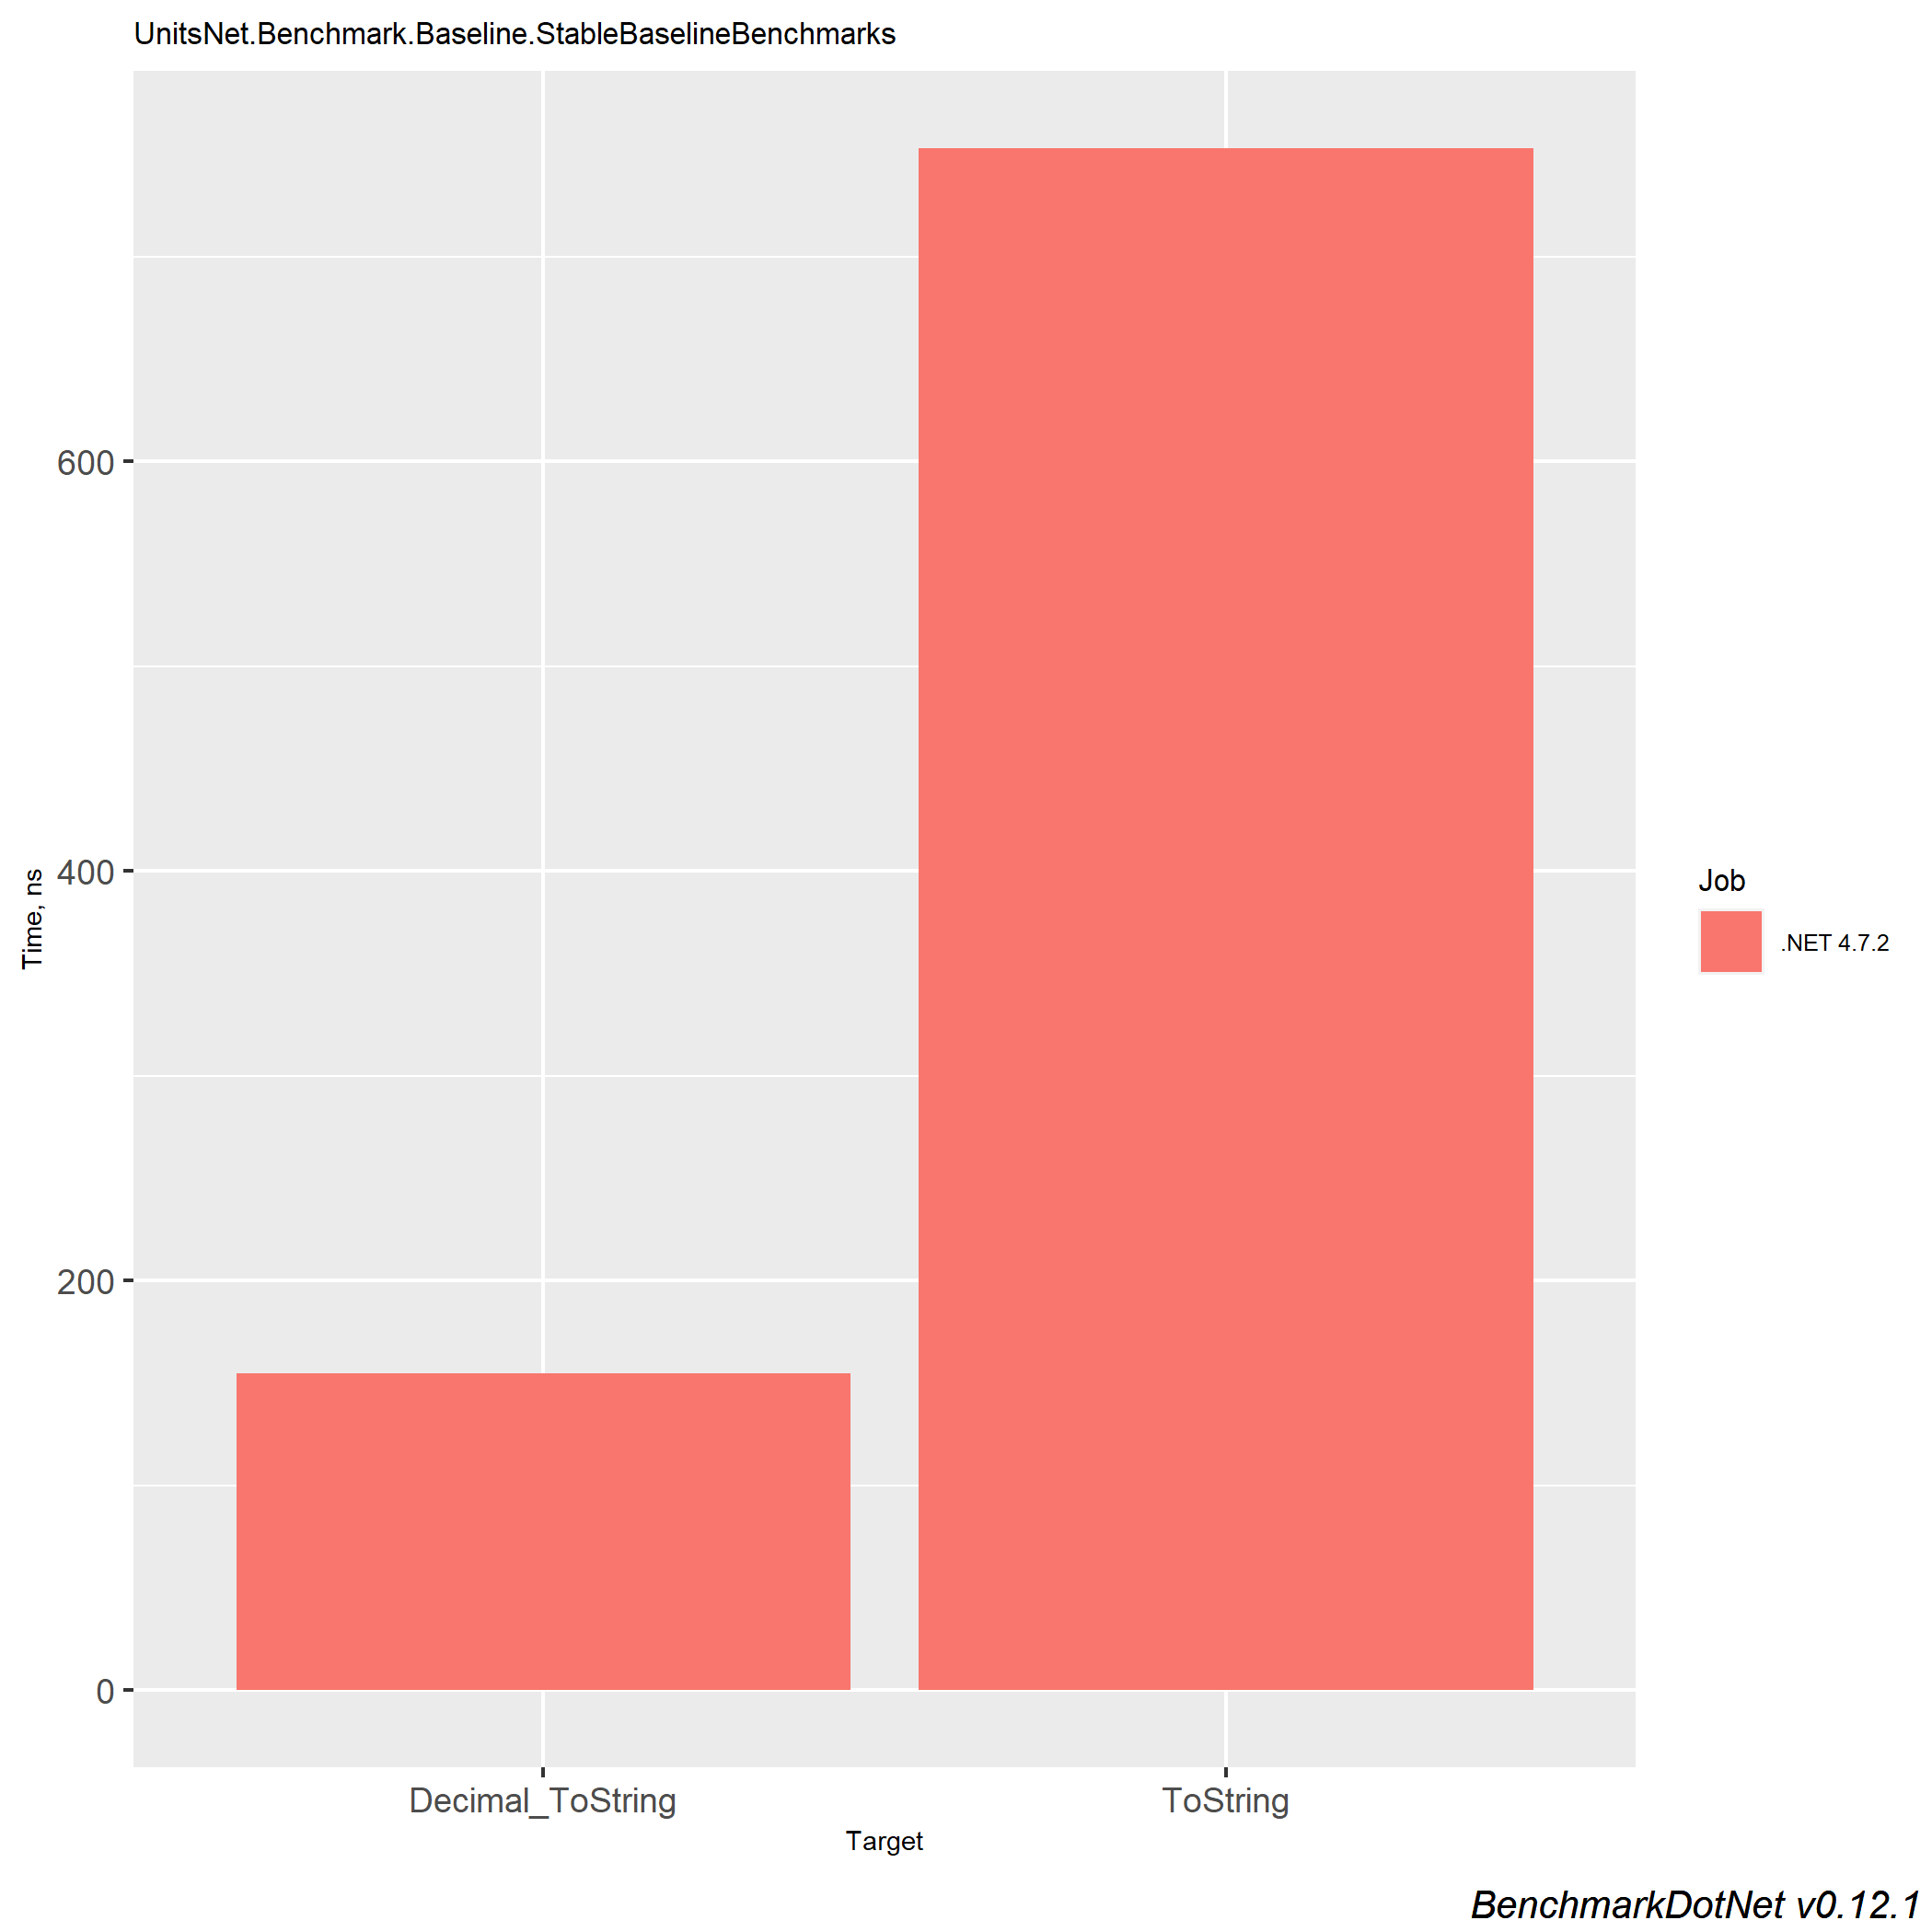 UnitsNet.Benchmark.Baseline.StableBaselineBenchmarks
Time, ns
600
400
200
0
Decimal_ToString
ToString
Target
Job
.NET 4.7.2
BenchmarkDotNet v0.12.1